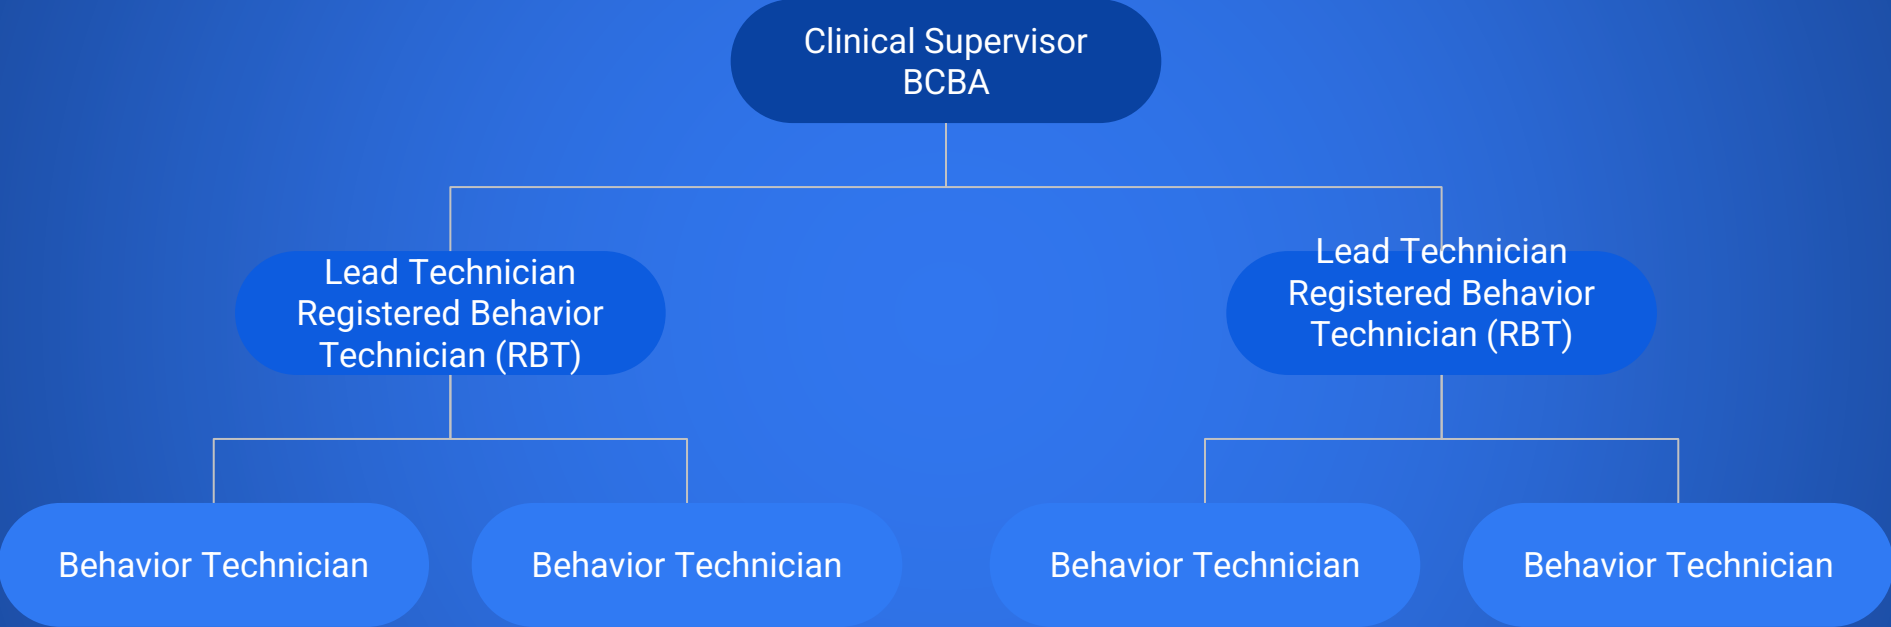 Clinical Supervisor
BCBA
Lead Technician
Registered Behavior
Technician (RBT)
Lead Technician
Registered Behavior
Technician (RBT)
Behavior Technician
Behavior Technician
Behavior Technician
Behavior Technician